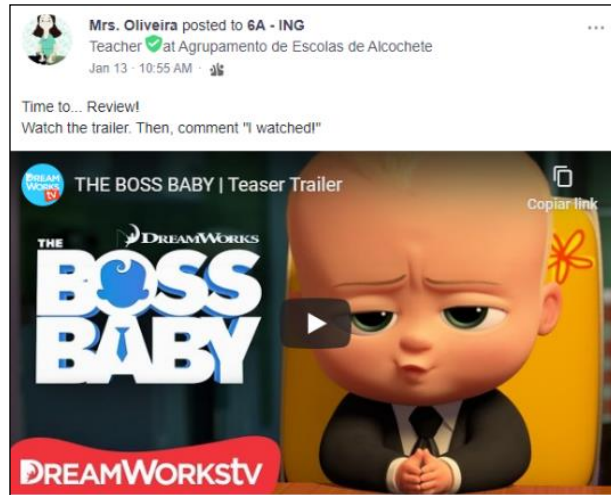 Mrs. Oliveira posted to 6A - ING
Teacher at Agrupamento de Escolas de Alcochete
Jan 13 · 10:55 AM ·
Time to... Review!
Watch the trailer. Then, comment "I watched!"
DREAMWORKS tv
THE BOSS BABY | Teaser Trailer
Copiar link
DREAMWORKS
THE
BOSS
BABY
DREAMWORKStv